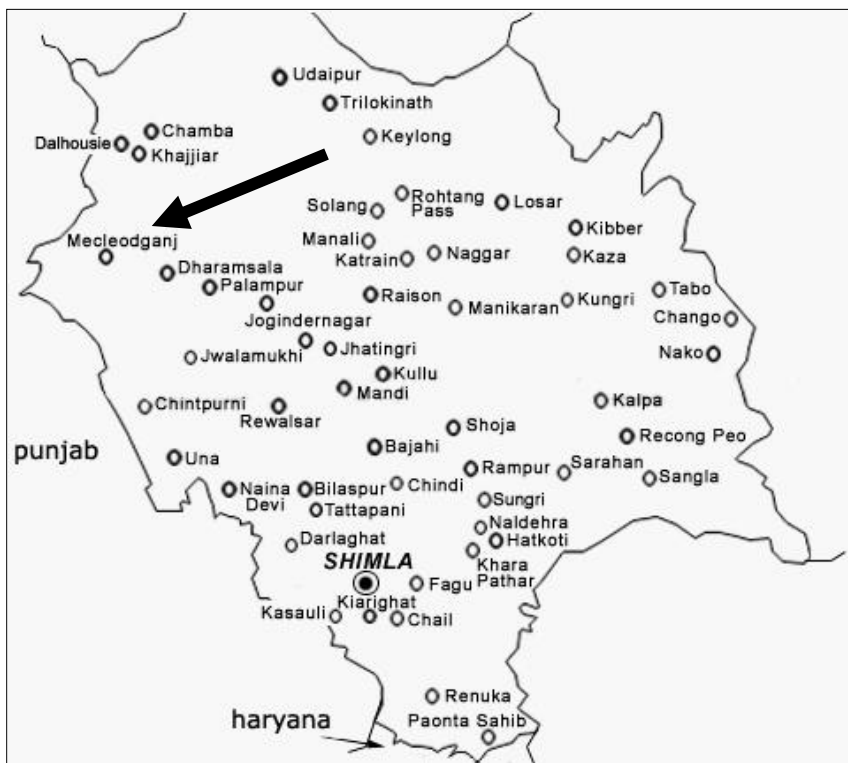 Udaipur
Trilokinath
Chamba
Keylong
Dalhousie
Khajjiar
Rohtang
Pass
Losar
Solang
Kibber
Mecleodganj
Manali
Naggar
Kaza
Katrain
Dharamsala
Palampur
Raison
Manikaran
Kungri
Tabo
Chango
Jogindernagar
Jwalamukhi
Jhatingri
Nako
Kullu
Mandi
Chintpurni
Rewalsar
Kalpa
Shoja
Recong Peo
punjab
Bajahi
Una
Rampur
Sarahan
Sangla
Naina
Devi
Bilaspur
Chindi
Sungri
Tattapani
Naldehra
Darlaghat
Hatkoti
SHIMLA
Khara
Pathar
Fagu
Kiarighat
Kasauli
Chail
Renuka
haryana
Paonta Sahib